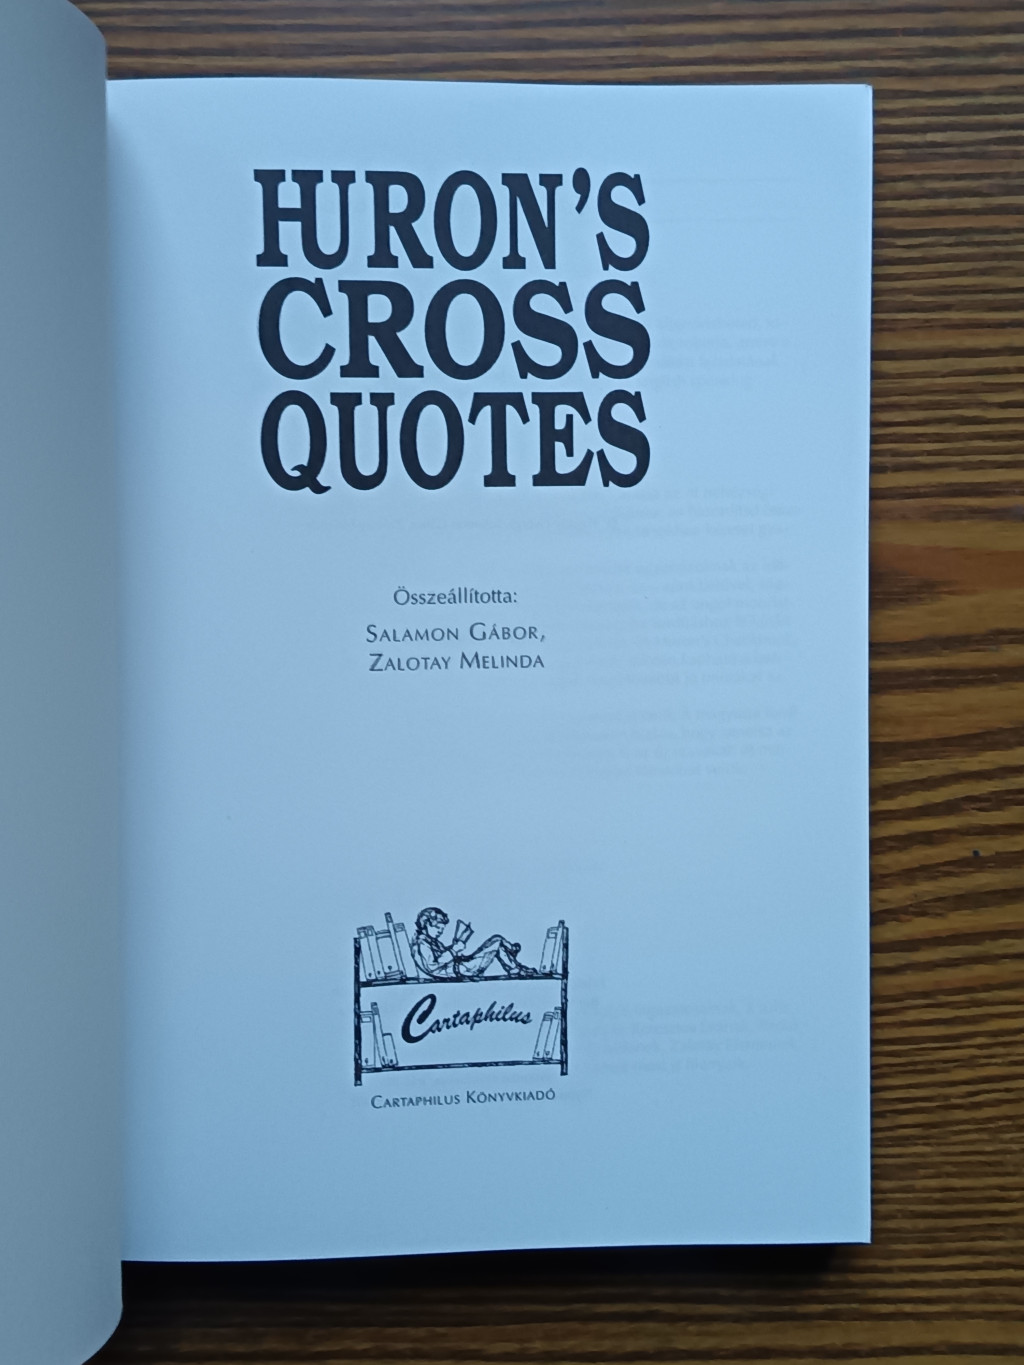 HURON'S
CROSS
QUOTES
Összeállította:
SALAMON GÁBOR,
ZALOTAY MELINDA
Cartaphilus
CARTAPHILUS KÖNYVKIADÓ